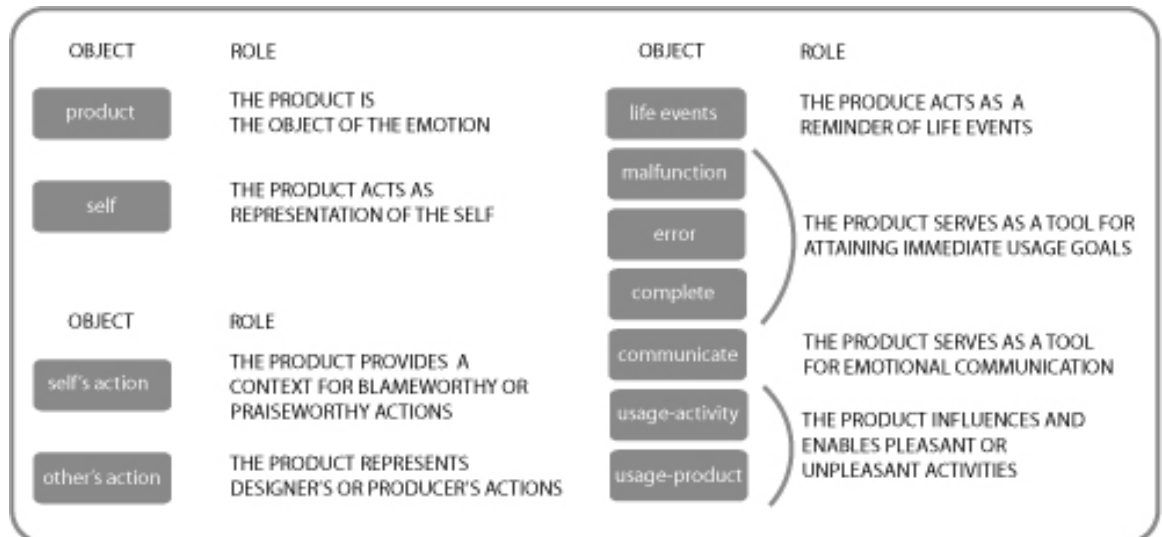 OBJECT ROLE
product
THE PRODUCT IS
THE OBJECT OF THE EMOTION
self
THE PRODUCT ACTS AS
REPRESENTATION OF THE SELF
OBJECT ROLE
self's action
THE PRODUCT PROVIDES A
CONTEXT FOR BLAMEWORTHY OR
PRAISEWORTHY ACTIONS
other's action
THE PRODUCT REPRESENTS
DESIGNER'S OR PRODUCER'S ACTIONS
OBJECT ROLE
life events
THE PRODUCE ACTS AS A
REMINDER OF LIFE EVENTS
malfunction
error
complete
THE PRODUCT SERVES AS A TOOL FOR
ATTAINING IMMEDIATE USAGE GOALS
communicate
THE PRODUCT SERVES AS A TOOL
FOR EMOTIONAL COMMUNICATION
usage-activity
usage-product
THE PRODUCT INFLUENCES AND
ENABLES PLEASANT OR
UNPLEASANT ACTIVITIES